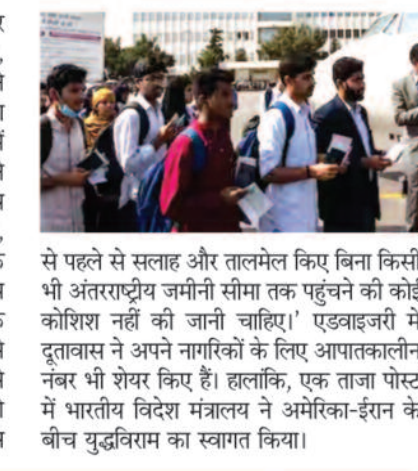 से पहले से सलाह और तालमेल किए बिना किसी
भी अंतरराष्ट्रीय जमीनी सीमा तक पहुंचने की कोई
कोशिश नहीं की जानी चाहिए।’ एडवाइजरी में
दूतावास ने अपने नागरिकों के लिए आपातकालीन
नंबर भी शेयर किए हैं। हालांकि, एक ताजा पोस्ट
में भारतीय विदेश मंत्रालय ने अमेरिका-ईरान के
बीच युद्धविराम का स्वागत किया।